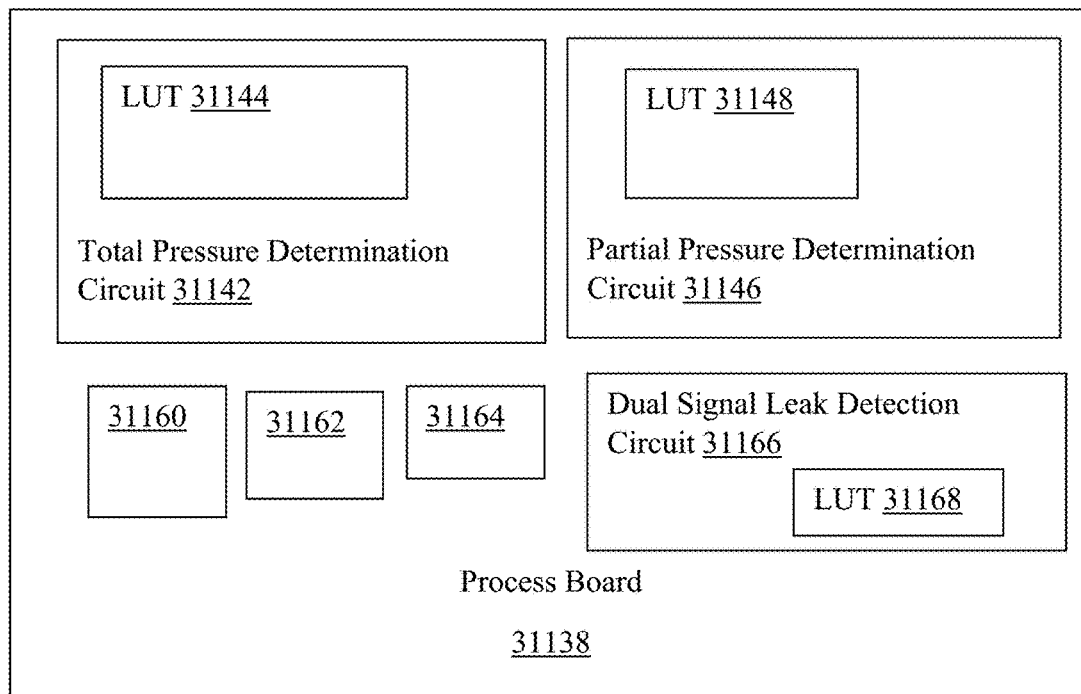 LUT 31144
Total Pressure Determination
Circuit 31142
LUT 31148
Partial Pressure Determination
Circuit 31146
31160
31162
31164
Dual Signal Leak Detection
Circuit 31166
LUT 31168
Process Board
31138